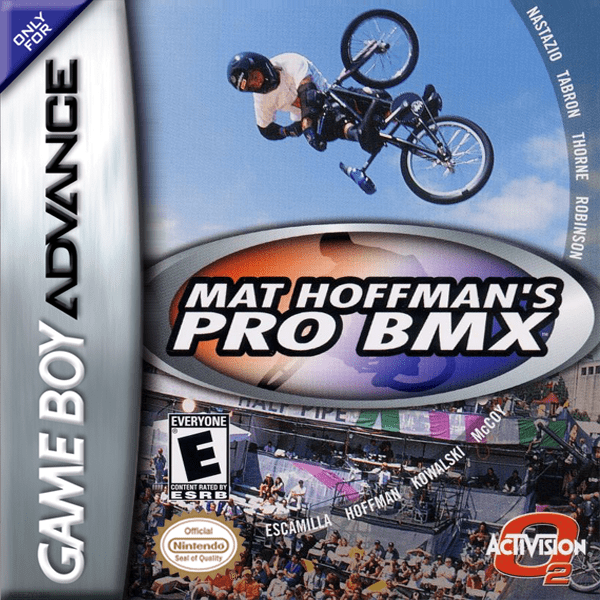 ONLY
FOR
GAME BOY ADVANCE
NASTAZIO TABRON THORNE ROBINSON
MAT HOFFMAN'S
PRO BMX
TM
HALF PIPE
ESCAMILLA HOFFMAN KOWALSKI McCOY
EVERYONE
E
CONTENT RATED BY
ESRB
Official
Nintendo
Seal of Quality
ACTIVISION
O2